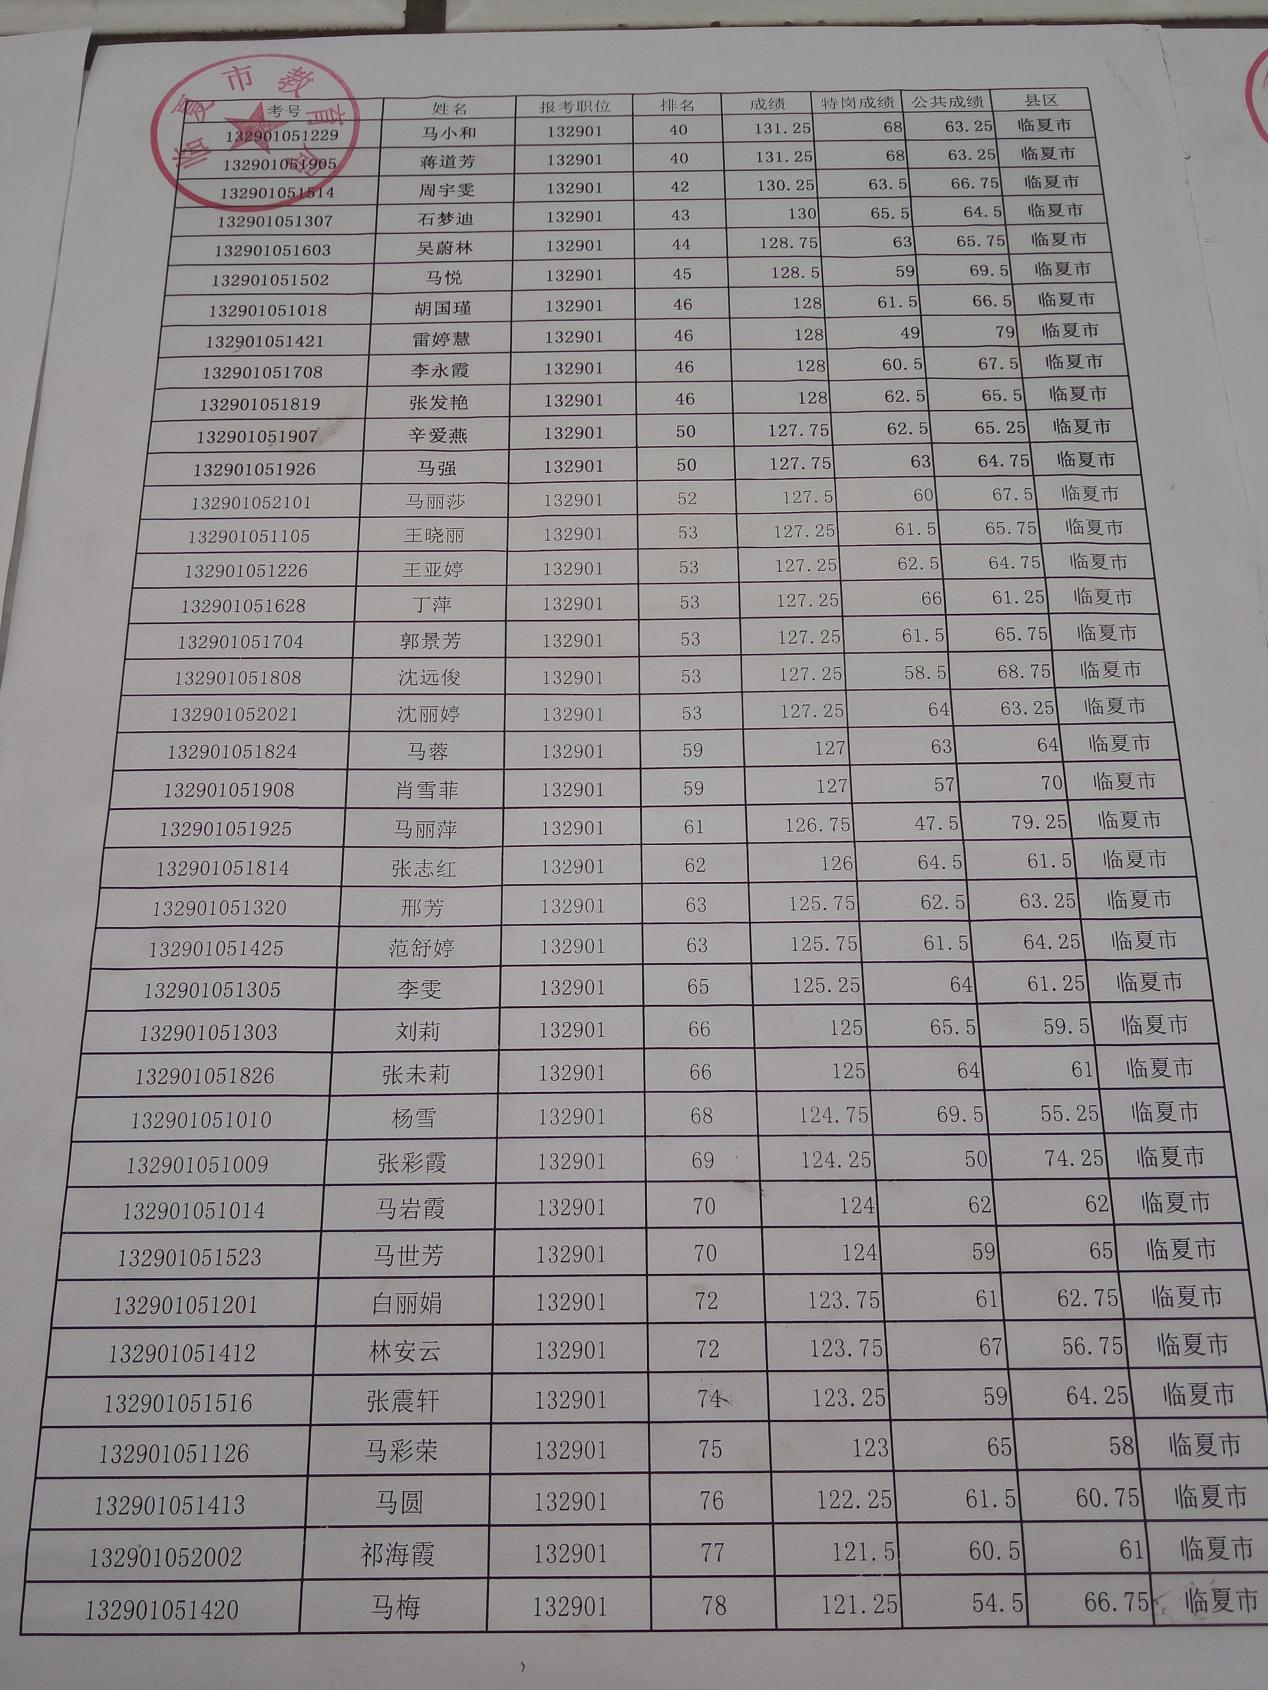 临夏市教育局
考号 姓名 报考职位 排名 成绩 特岗成绩 公共成绩 县区
132901051229 马小和 132901 40 131.25 68 63.25 临夏市
132901051905 蒋道芳 132901 40 131.25 68 63.25 临夏市
132901051514 周宇雯 132901 42 130.25 63.5 66.75 临夏市
132901051307 石梦迪 132901 43 130 65.5 64.5 临夏市
132901051603 吴蔚林 132901 44 128.75 63 65.75 临夏市
132901051502 马悦 132901 45 128.5 59 69.5 临夏市
132901051018 胡国瑾 132901 46 128 61.5 66.5 临夏市
132901051421 雷婷慧 132901 46 128 49 79 临夏市
132901051708 李永霞 132901 46 128 60.5 67.5 临夏市
132901051819 张发艳 132901 46 128 62.5 65.5 临夏市
132901051907 辛爱燕 132901 50 127.75 62.5 65.25 临夏市
132901051926 马强 132901 50 127.75 63 64.75 临夏市
132901052101 马丽莎 132901 52 127.5 60 67.5 临夏市
132901051105 王晓丽 132901 53 127.25 61.5 65.75 临夏市
132901051226 王亚婷 132901 53 127.25 62.5 64.75 临夏市
132901051628 丁萍 132901 53 127.25 66 61.25 临夏市
132901051704 郭景芳 132901 53 127.25 61.5 65.75 临夏市
132901051808 沈远俊 132901 53 127.25 58.5 68.75 临夏市
132901052021 沈丽婷 132901 53 127.25 64 63.25 临夏市
132901051824 马蓉 132901 59 127 63 64 临夏市
132901051908 肖雪菲 132901 59 127 57 70 临夏市
132901051925 马丽萍 132901 61 126.75 47.5 79.25 临夏市
132901051814 张志红 132901 62 126 64.5 61.5 临夏市
132901051320 邢芳 132901 63 125.75 62.5 63.25 临夏市
132901051425 范舒婷 132901 63 125.75 61.5 64.25 临夏市
132901051305 李雯 132901 65 125.25 64 61.25 临夏市
132901051303 刘莉 132901 66 125 65.5 59.5 临夏市
132901051826 张未莉 132901 66 125 64 61 临夏市
132901051010 杨雪 132901 68 124.75 69.5 55.25 临夏市
132901051009 张彩霞 132901 69 124.25 50 74.25 临夏市
132901051014 马岩霞 132901 70 124 62 62 临夏市
132901051523 马世芳 132901 70 124 59 65 临夏市
132901051201 白丽娟 132901 72 123.75 61 62.75 临夏市
132901051412 林安云 132901 72 123.75 67 56.75 临夏市
132901051516 张震轩 132901 74 123.25 59 64.25 临夏市
132901051126 马彩荣 132901 75 123 65 58 临夏市
132901051413 马圆 132901 76 122.25 61.5 60.75 临夏市
132901052002 祁海霞 132901 77 121.5 60.5 61 临夏市
132901051420 马梅 132901 78 121.25 54.5 66.75 临夏市